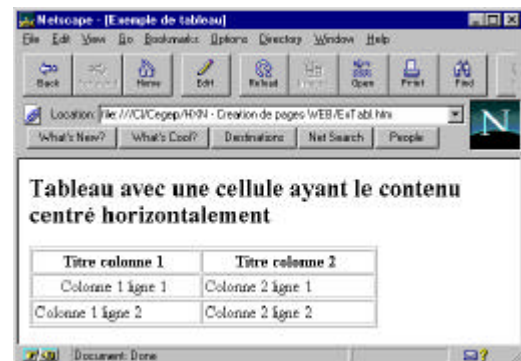 Netscape - [Exemple de tableau]
File Edit View Go Bookmarks Options Directory Window Help
Back Home Edit Reload Open Print Find
Location: file:///C|/Cegep/HXN - Creation de pages WEB/ExTabl.htm
What's New? What's Cool? Destinations Net Search People
N
Tableau avec une cellule ayant le contenu
centré horizontalement
Titre colonne 1 Titre colonne 2
Colonne 1 ligne 1 Colonne 2 ligne 1
Colonne 1 ligne 2 Colonne 2 ligne 2
Document: Done